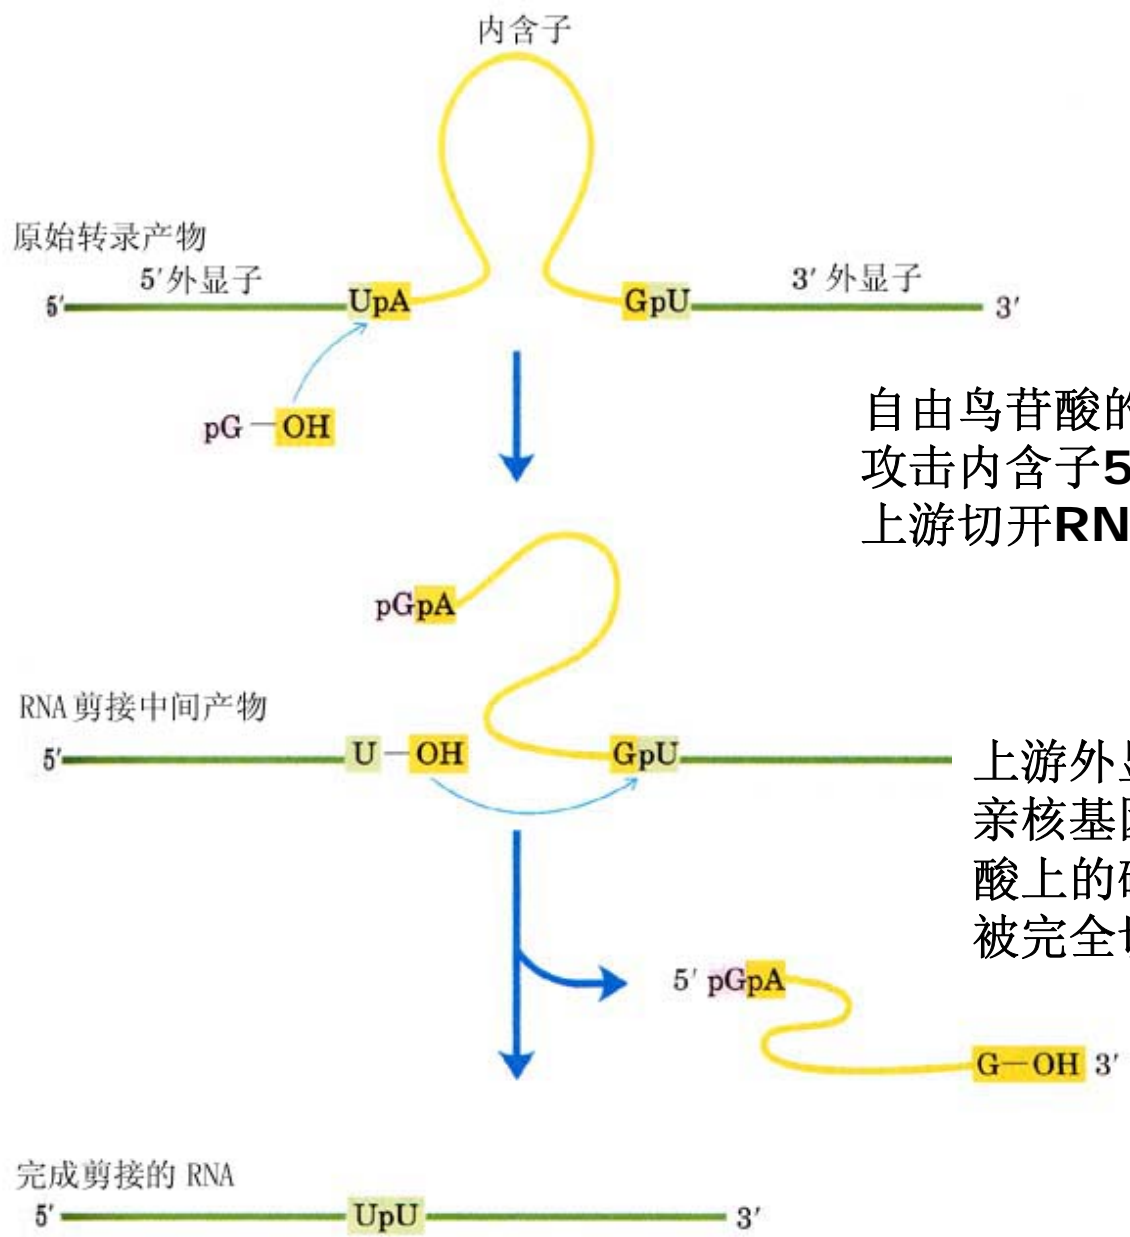 内含子
原始转录产物
5′外显子
3′ 外显子
5′
UpA
GpU
3′
pG
OH
自由鸟苷酸的
攻击内含子5
上游切开RN
pGpA
RNA 剪接中间产物
5′
U
OH
GpU
上游外
亲核基
酸上的
被完全
5′ pGpA
G—OH 3′
完成剪接的 RNA
5′
UpU
3′